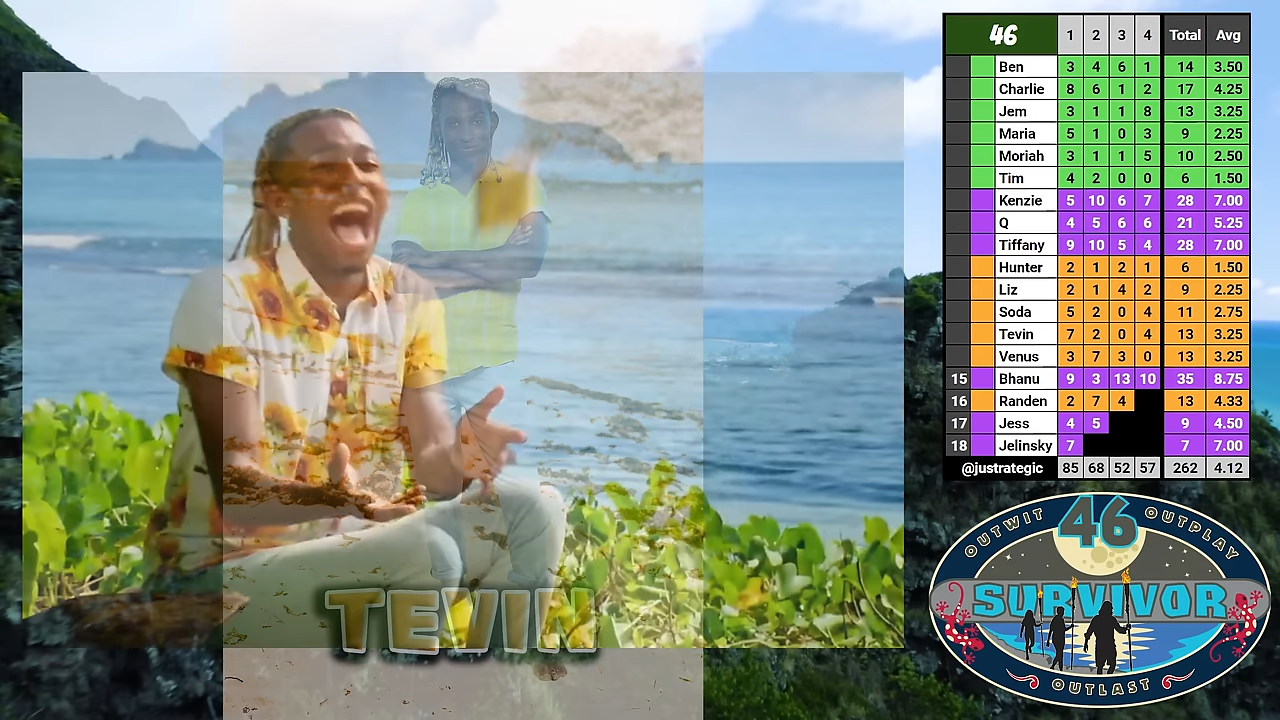 46 1 2 3 4 Total Avg
Ben 3 4 6 1 14 3.50
Charlie 8 6 1 2 17 4.25
Jem 3 1 1 8 13 3.25
Maria 5 1 0 3 9 2.25
Moriah 3 1 1 5 10 2.50
Tim 4 2 0 0 6 1.50
Kenzie 5 10 6 7 28 7.00
Q 4 5 6 6 21 5.25
Tiffany 9 10 5 4 28 7.00
Hunter 2 1 2 1 6 1.50
Liz 2 1 4 2 9 2.25
Soda 5 2 0 4 11 2.75
Tevin 7 2 0 4 13 3.25
Venus 3 7 3 0 13 3.25
15 Bhanu 9 3 13 10 35 8.75
16 Randen 2 7 4 13 4.33
17 Jess 4 5 9 4.50
18 Jelinsky 7 7 7.00
@justrategic 85 68 52 57 262 4.12
TEVIN
OUTWIT 46 OUTPLAY
SURVIVOR
OUTLAST